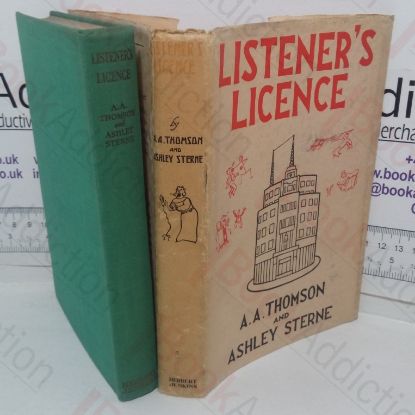 LISTENER'S
LICENCE
A.A.
THOMSON
AND
ASHLEY
STERNE
LISTENER'S
LICENCE
by
A.A. THOMSON
AND
ASHLEY STERNE
HERBERT
JENKINS
LISTENER'S
LICENCE
A.A. THOMSON
AND
ASHLEY STERNE